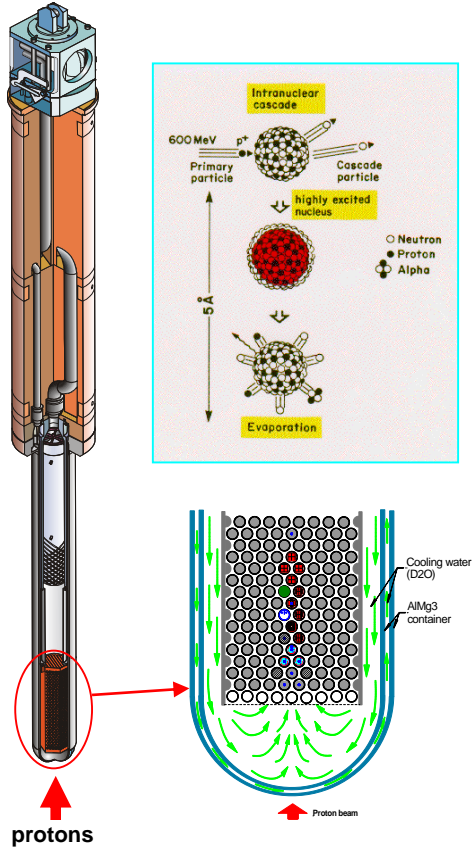 Intranuclear
cascade
600 MeV
p+
Primary
particle
Cascade
particle
highly excited
nucleus
Neutron
Proton
Alpha
5Å
Evaporation
Cooling water
(D2O)
AlMg3
container
Proton beam
protons